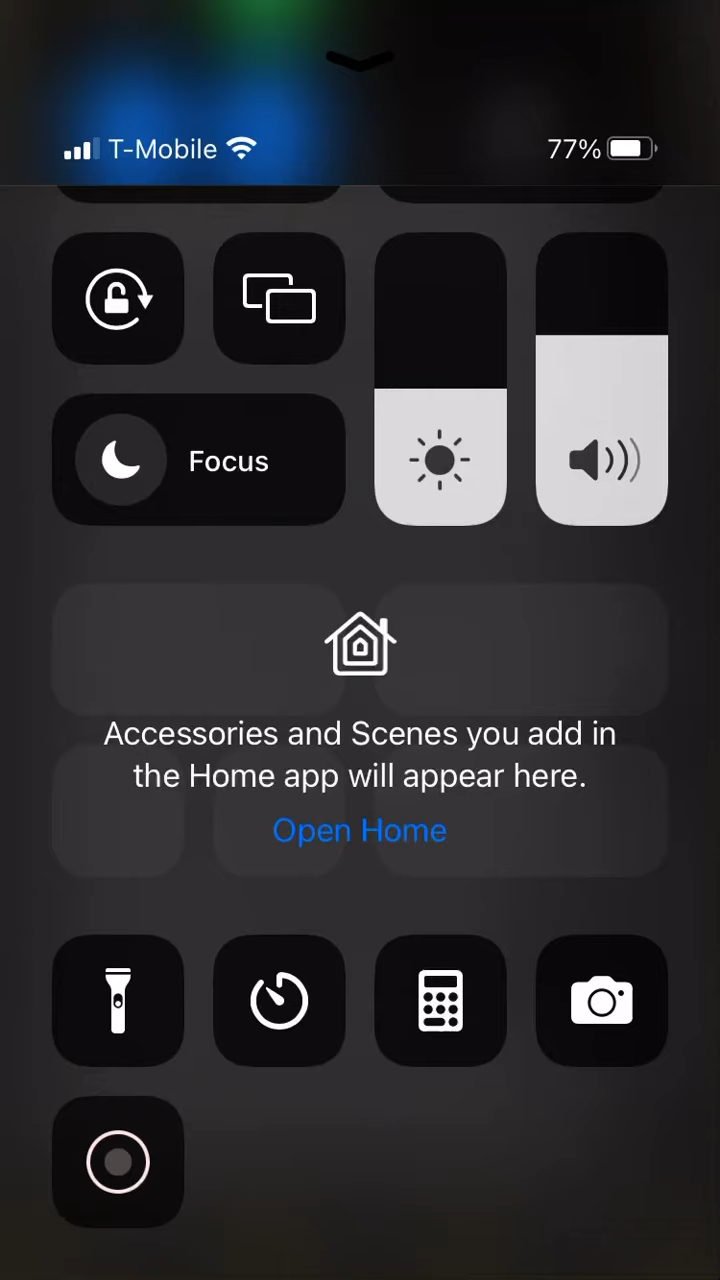 T-Mobile 77%
Focus
Accessories and Scenes you add in
the Home app will appear here.
Open Home